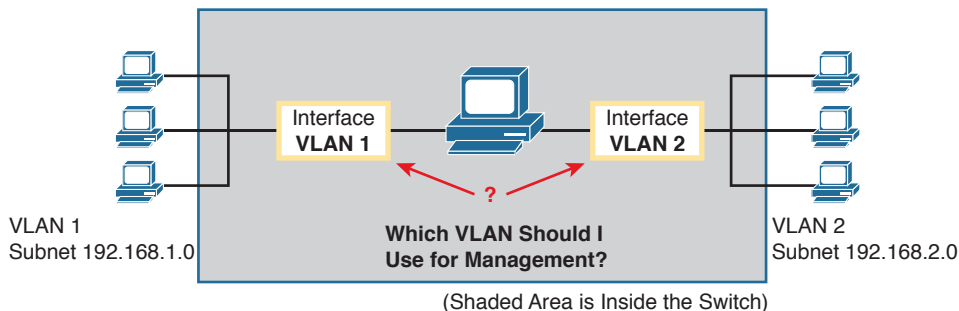 Interface
VLAN 1
Interface
VLAN 2
?
VLAN 1
Subnet 192.168.1.0
Which VLAN Should I
Use for Management?
VLAN 2
Subnet 192.168.2.0
(Shaded Area is Inside the Switch)